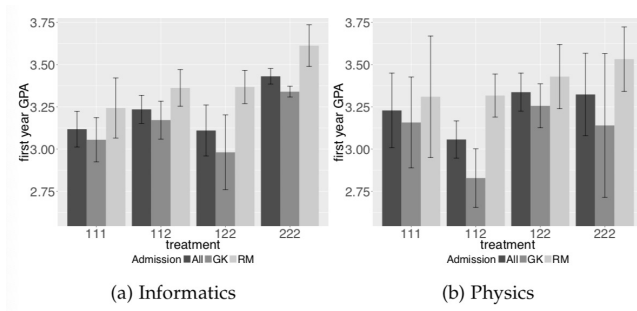 3.75
3.50
3.25
3.00
2.75
first year GPA
111 112 122 222
treatment
Admission All GK RM
(a) Informatics
3.75
3.50
3.25
3.00
2.75
first year GPA
111 112 122 222
treatment
Admission All GK RM
(b) Physics